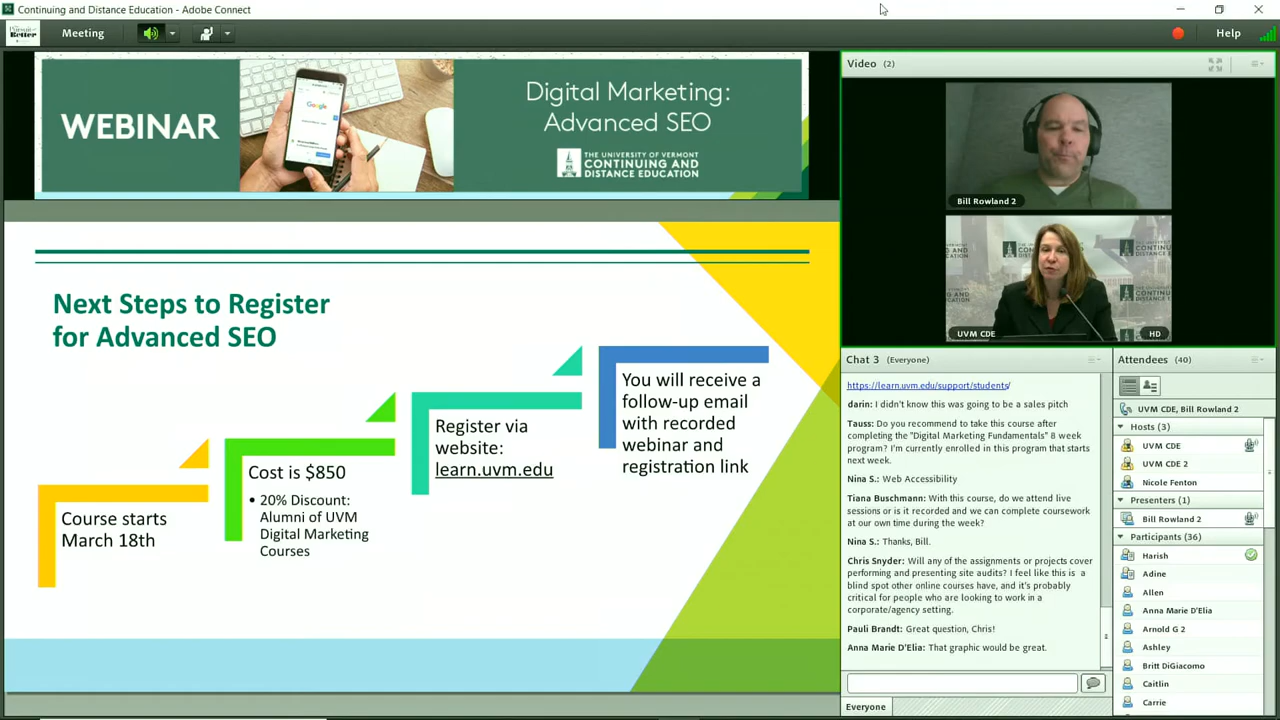 Continuing and Distance Education - Adobe Connect
Meeting
Help
WEBINAR
Google
Digital Marketing:
Advanced SEO
THE UNIVERSITY OF VERMONT
CONTINUING AND
DISTANCE EDUCATION
Next Steps to Register
for Advanced SEO
Course starts
March 18th
Cost is $850
• 20% Discount:
Alumni of UVM
Digital Marketing
Courses
Register via
website:
learn.uvm.edu
You will receive a
follow-up email
with recorded
webinar and
registration link
Video (2)
Bill Rowland 2
UVM CDE
HD
Chat 3 (Everyone)
https://learn.uvm.edu/support/students/
darin: I didn't know this was going to be a sales pitch
Tauss: Do you recommend to take this course after
completing the "Digital Marketing Fundamentals" 8 week
program? I'm currently enrolled in this program that starts
next week.
Nina S.: Web Accessibility
Tiana Buschmann: With this course, do we attend live
sessions or is it recorded and we can complete coursework
at our own time during the week?
Nina S.: Thanks, Bill.
Chris Snyder: Will any of the assignments or projects cover
performing and presenting site audits? I feel like this is a
blind spot other online courses have, and it's probably
critical for people who are looking to work in a
corporate/agency setting.
Pauli Brandt: Great question, Chris!
Anna Marie D'Elia: That graphic would be great.
Everyone
Attendees (40)
UVM CDE, Bill Rowland 2
Hosts (3)
UVM CDE
UVM CDE 2
Nicole Fenton
Presenters (1)
Bill Rowland 2
Participants (36)
Harish
Adine
Allen
Anna Marie D'Elia
Arnold G 2
Ashley
Britt DiGiacomo
Caitlin
Carrie